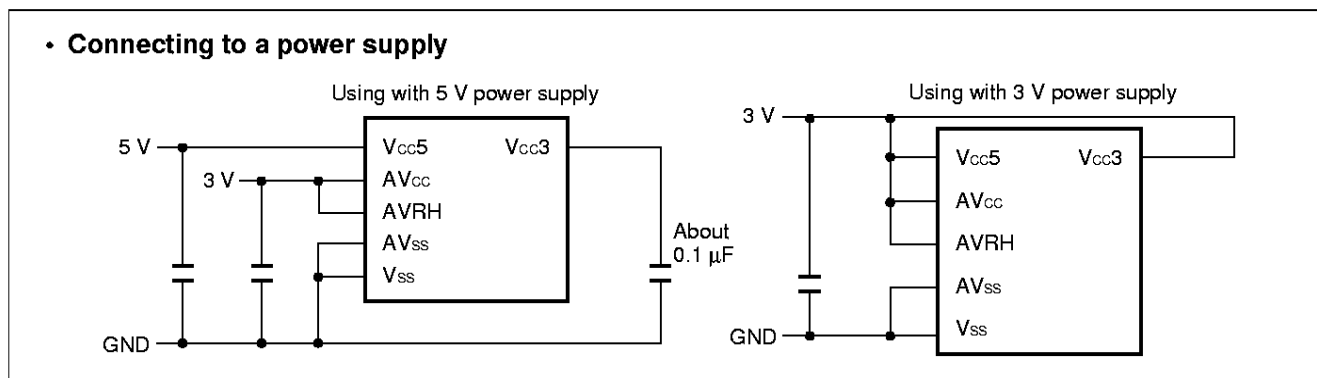 • Connecting to a power supply
Using with 5 V power supply
5 V
3 V
VCC5
VCC3
AVCC
AVRH
AVSS
VSS
About
0.1 μF
GND
Using with 3 V power supply
3 V
VCC5
VCC3
AVCC
AVRH
AVSS
VSS
GND